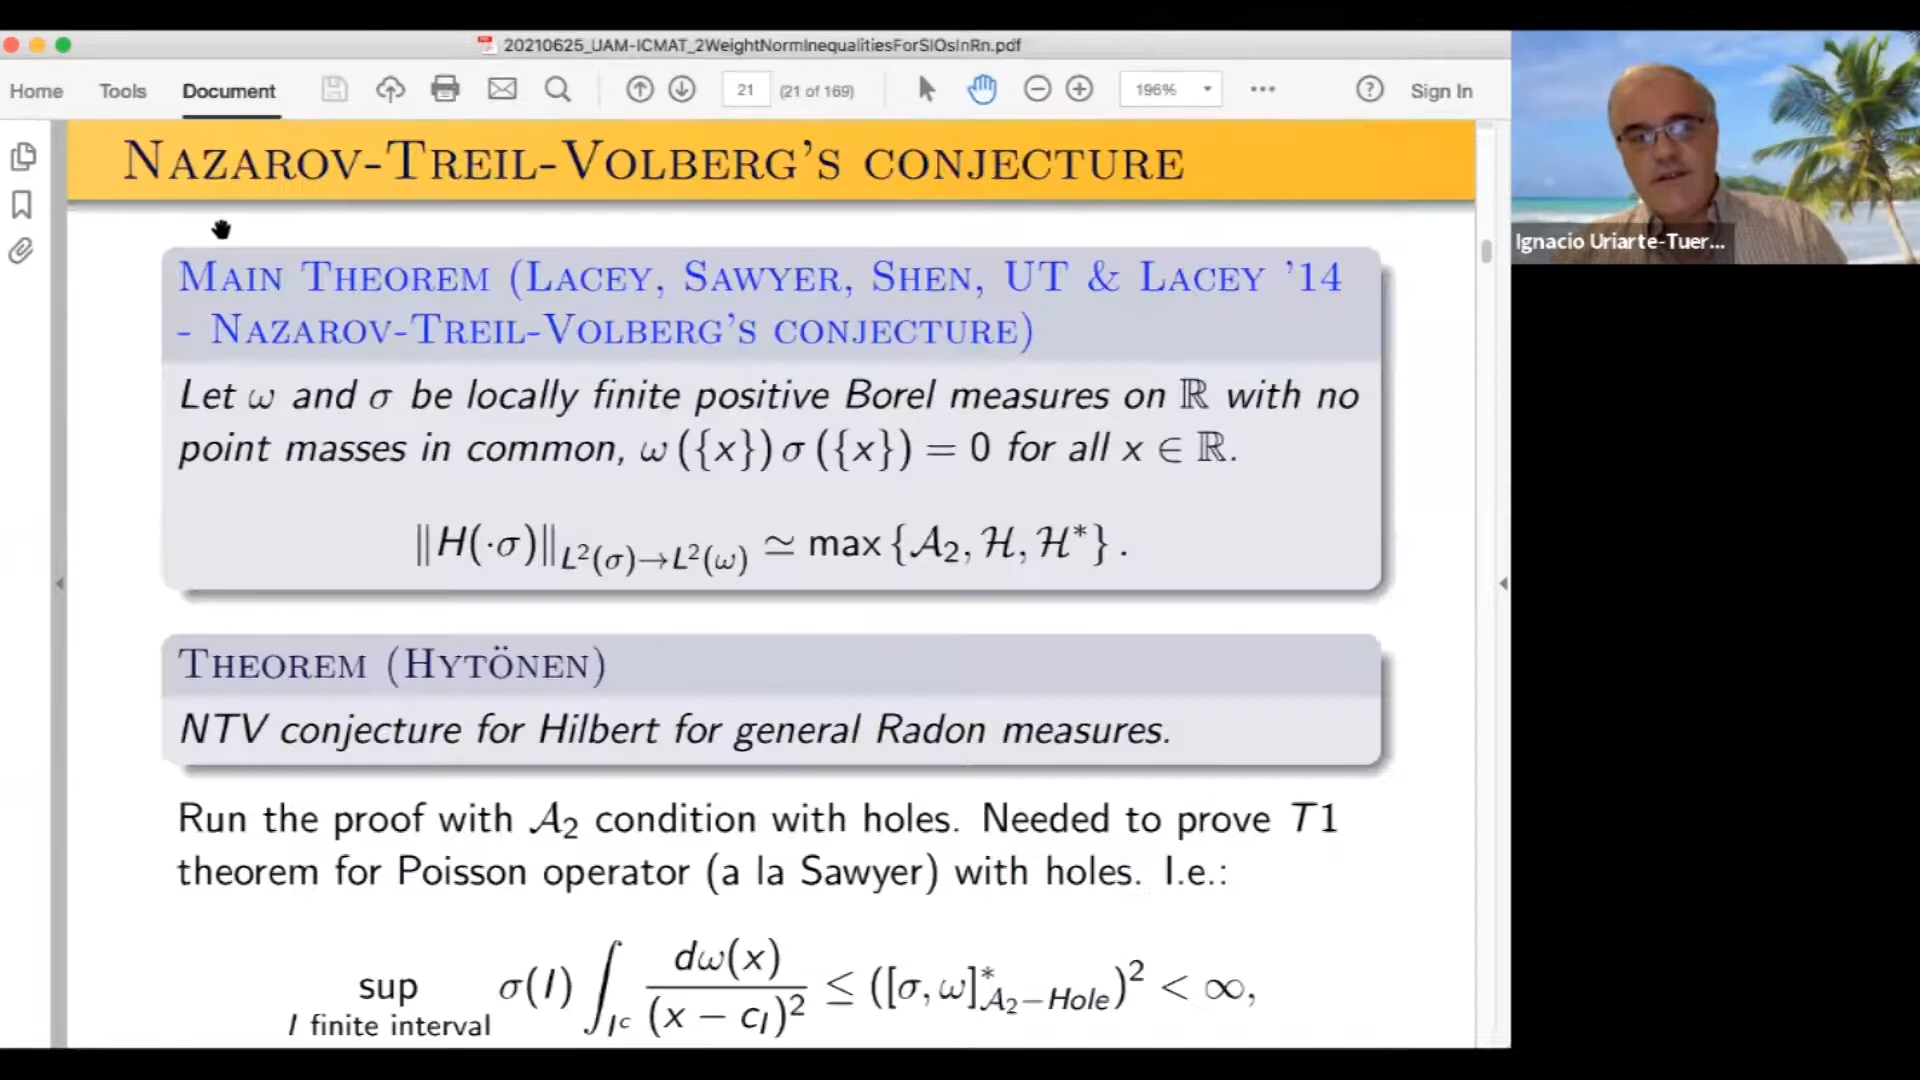 20210625_UAM-ICMAT_2WeightNormInequalitiesForSIOsInRn.pdf
Home Tools Document 21 (21 of 169) 196% Sign In
NAZAROV-TREIL-VOLBERG'S CONJECTURE
MAIN THEOREM (LACEY, SAWYER, SHEN, UT & LACEY '14
- NAZAROV-TREIL-VOLBERG'S CONJECTURE)
Let ω and σ be locally finite positive Borel measures on ℝ with no
point masses in common, ω({x})σ({x}) = 0 for all x ∈ ℝ.
‖H(·σ)‖_{L²(σ)→L²(ω)} ≃ max {𝒜₂, ℋ, ℋ*}.
THEOREM (HYTÖNEN)
NTV conjecture for Hilbert for general Radon measures.
Run the proof with 𝒜₂ condition with holes. Needed to prove T1
theorem for Poisson operator (a la Sawyer) with holes. I.e.:
sup_{I finite interval} σ(I) ∫_{I^c} dω(x)/(x − c_I)² ≤ ([σ, ω]*_{𝒜₂−Hole})² < ∞,
Ignacio Uriarte-Tuer...